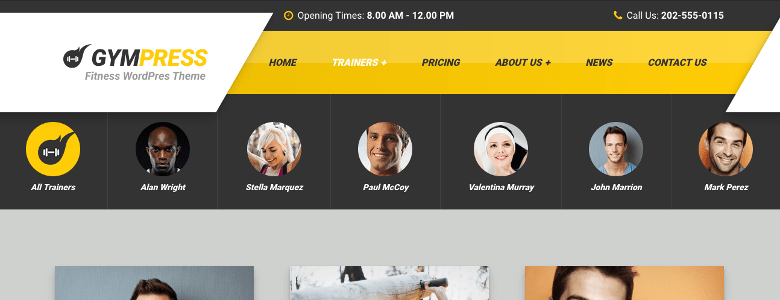 Opening Times: 8.00 AM - 12.00 PM
Call Us: 202-555-0115
GYMPRESS
Fitness WordPres Theme
HOME TRAINERS + PRICING ABOUT US + NEWS CONTACT US
All Trainers Alan Wright Stella Marquez Paul McCoy Valentina Murray John Marrion Mark Perez